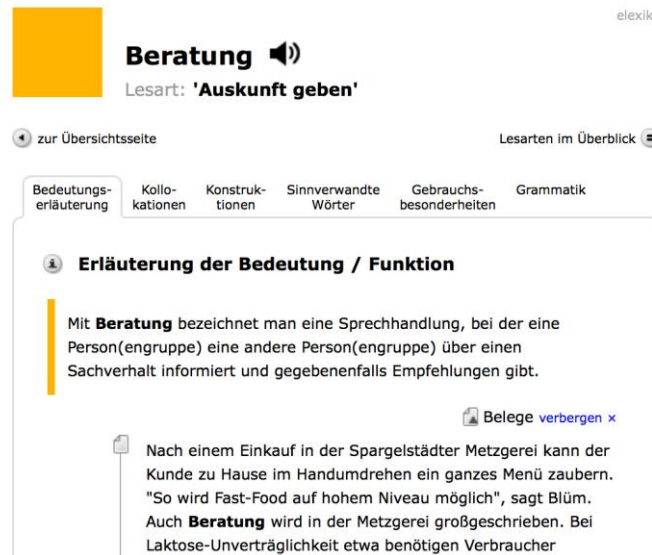 elexik
Beratung
Lesart: 'Auskunft geben'
zur Übersichtsseite
Lesarten im Überblick
Bedeutungs-
erläuterung
Kollo-
kationen
Konstruk-
tionen
Sinnverwandte
Wörter
Gebrauchs-
besonderheiten
Grammatik
Erläuterung der Bedeutung / Funktion
Mit Beratung bezeichnet man eine Sprechhandlung, bei der eine
Person(engruppe) eine andere Person(engruppe) über einen
Sachverhalt informiert und gegebenenfalls Empfehlungen gibt.
Belege verbergen ×
Nach einem Einkauf in der Spargelstädter Metzgerei kann der
Kunde zu Hause im Handumdrehen ein ganzes Menü zaubern.
"So wird Fast-Food auf hohem Niveau möglich", sagt Blüm.
Auch Beratung wird in der Metzgerei großgeschrieben. Bei
Laktose-Unverträglichkeit etwa benötigen Verbraucher